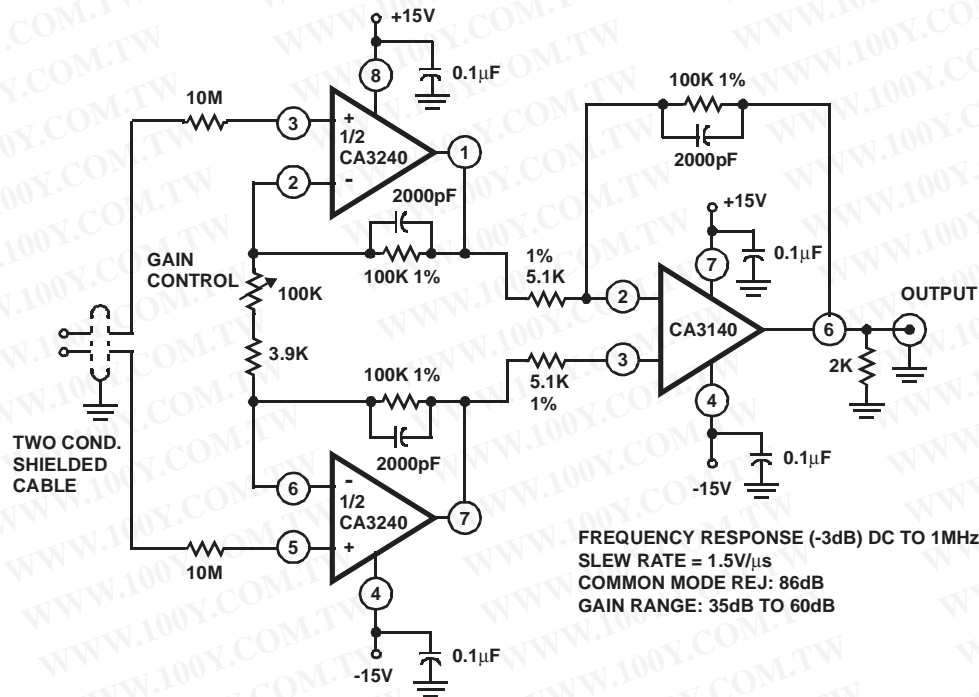 +15V
8
0.1μF
10M
3
+
1/2
CA3240
1
2
-
2000pF
100K 1%
GAIN
CONTROL
100K
3.9K
100K 1%
2000pF
6
-
1/2
CA3240
7
5
+
10M
4
-15V
0.1μF
TWO COND.
SHIELDED
CABLE
1%
5.1K
2
3
5.1K
1%
100K 1%
2000pF
+15V
7
0.1μF
CA3140
6
OUTPUT
2K
4
-15V
0.1μF
FREQUENCY RESPONSE (-3dB) DC TO 1MHz
SLEW RATE = 1.5V/μs
COMMON MODE REJ: 86dB
GAIN RANGE: 35dB TO 60dB
WWW.100Y.COM.TW